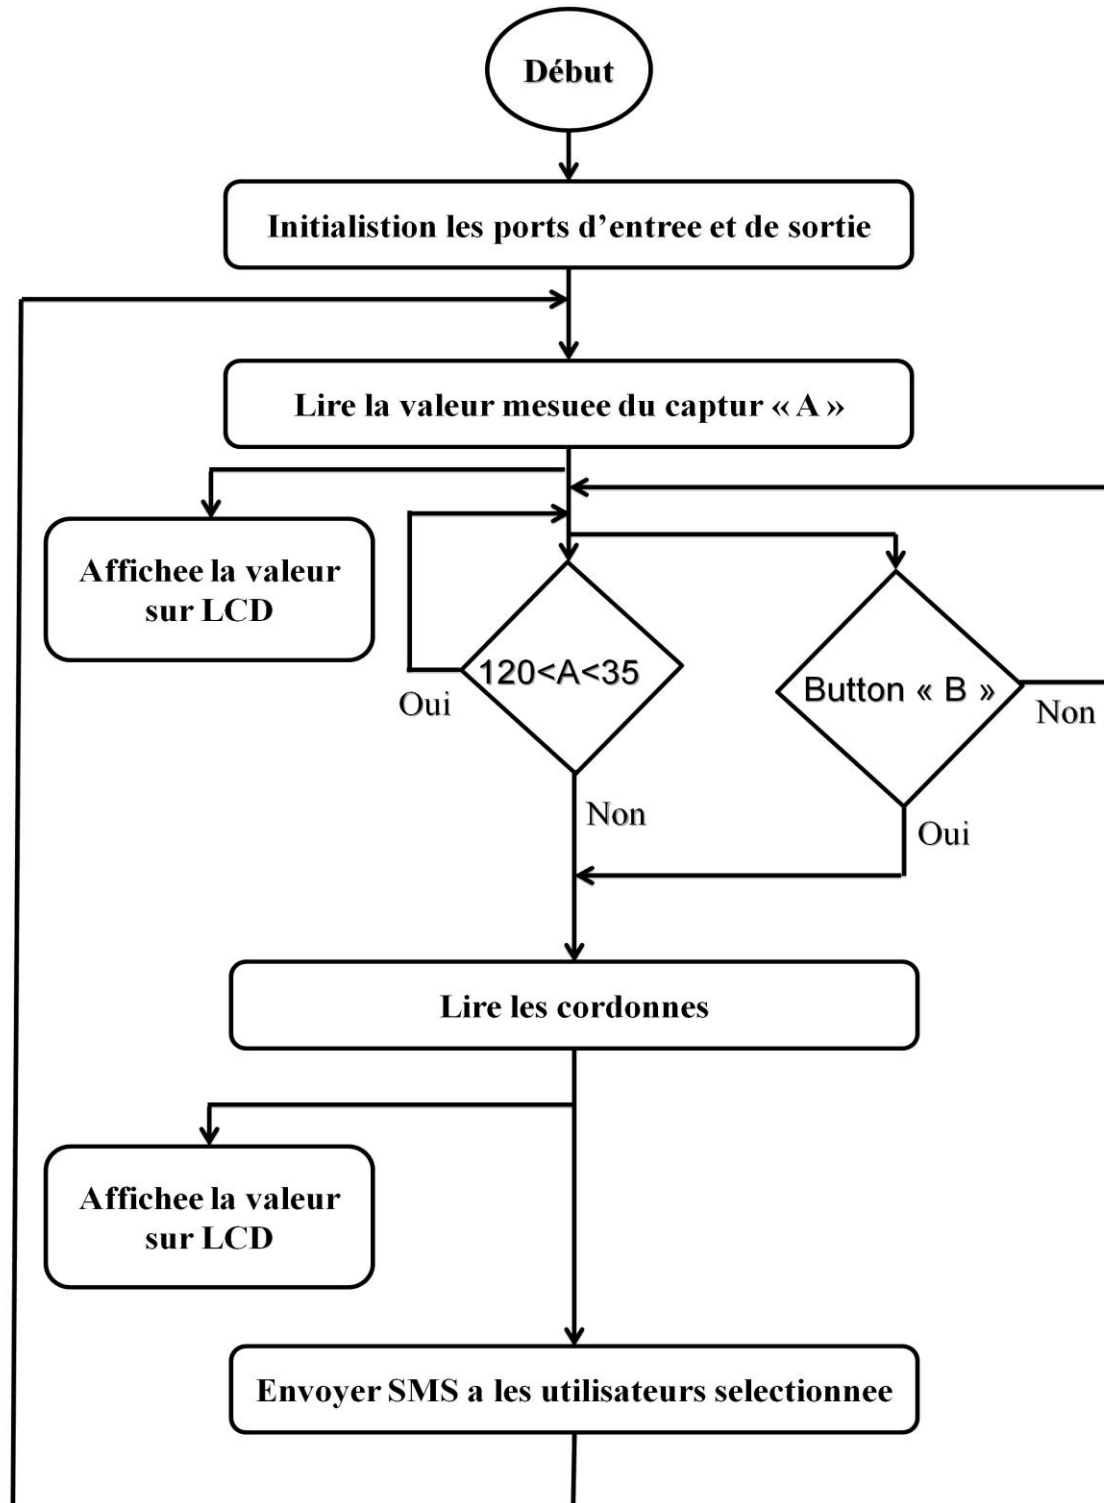 Début
Initialistion les ports d’entree et de sortie
Lire la valeur mesuee du captur « A »
Affichee la valeur
sur LCD
120<A<35
Oui
Button « B »
Non
Non
Oui
Lire les cordonnes
Affichee la valeur
sur LCD
Envoyer SMS a les utilisateurs selectionnee